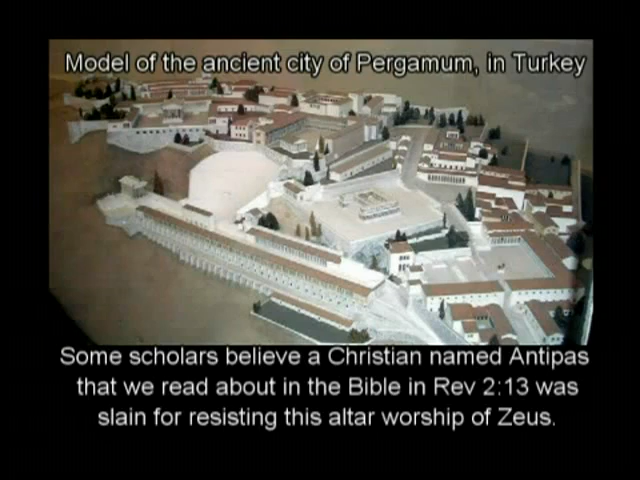 Model of the ancient city of Pergamum, in Turkey
Some scholars believe a Christian named Antipas
that we read about in the Bible in Rev 2:13 was
slain for resisting this altar worship of Zeus.